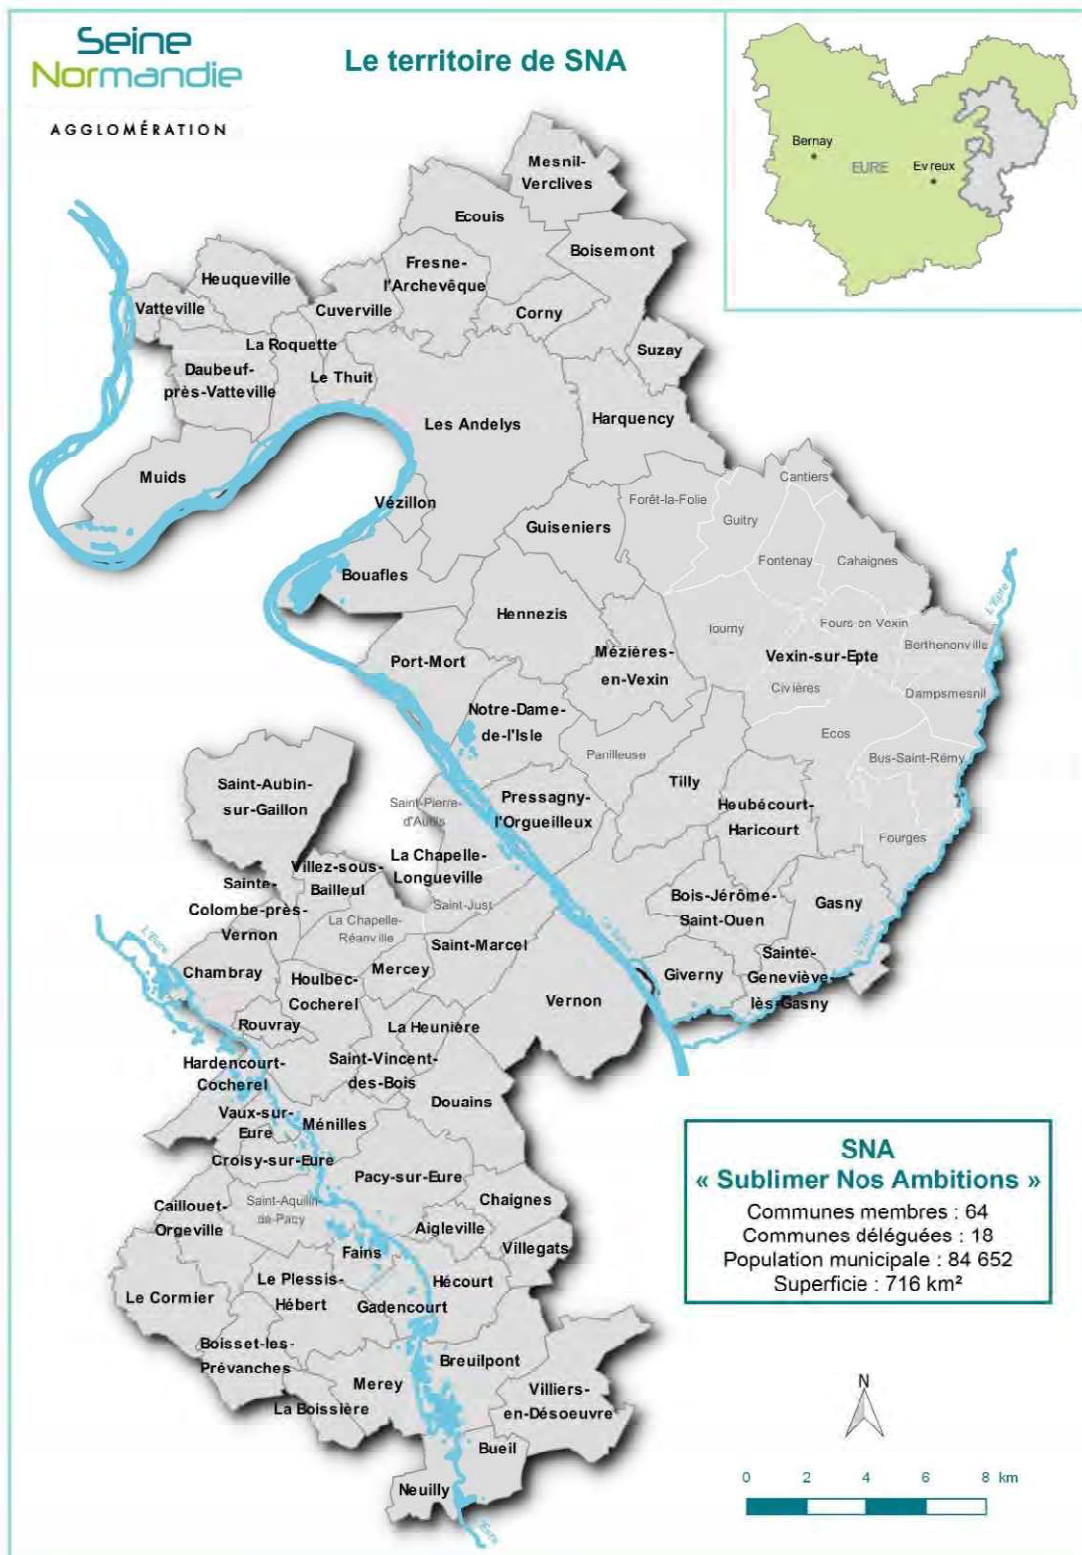 Seine
Normandie
AGGLOMÉRATION
Le territoire de SNA
Bernay
EURE
Evreux
Mesnil-
Verclives
Ecouis
Boisemont
Heuqueville
Fresne-
l'Archevêque
Vatteville
Cuverville
Corny
La Roquette
Suzay
Daubeuf-
près-Vatteville
Le Thuit
Les Andelys
Harquency
Muids
Cantiers
Vézillon
Forêt-la-Folie
Guitry
Guiseniers
Fontenay
Cahaignes
Bouafles
L'Epte
Hennezis
Tourny
Fours-en-Vexin
Berthenonville
Port-Mort
Mézières-
en-Vexin
Vexin-sur-Epte
Civières
Dampsmesnil
Notre-Dame-
de-l'Isle
Ecos
Panilleuse
Bus-Saint-Rémy
Saint-Aubin-
sur-Gaillon
Tilly
Pressagny-
l'Orgueilleux
Saint-Pierre-
d'Autils
Heubécourt-
Haricourt
Fourges
La Chapelle-
Longueville
Villez-sous-
Bailleul
Sainte-
Colombe-près-
Vernon
Bois-Jérôme-
Saint-Ouen
Gasny
Saint-Just
La Chapelle-
Réanville
L'Eure
La Seine
L'Epte
Saint-Marcel
Chambray
Mercey
Houlbec-
Cocherel
Giverny
Sainte-
Geneviève-
lès-Gasny
Vernon
Rouvray
La Heunière
Hardencourt-
Cocherel
Saint-Vincent-
des-Bois
Douains
Vaux-sur-
Eure
Ménilles
Croisy-sur-Eure
Pacy-sur-Eure
Chaignes
Caillouet-
Orgeville
Saint-Aquilin-
de-Pacy
Aigleville
Villegats
Fains
Le Plessis-
Hébert
Hécourt
Le Cormier
Gadencourt
Boisset-les-
Prévanches
Breuilpont
Merey
Villiers-
en-Désoeuvre
La Boissière
Bueil
Neuilly
L'Eure
SNA
« Sublimer Nos Ambitions »
Communes membres : 64
Communes déléguées : 18
Population municipale : 84 652
Superficie : 716 km²
N
0 2 4 6 8 km